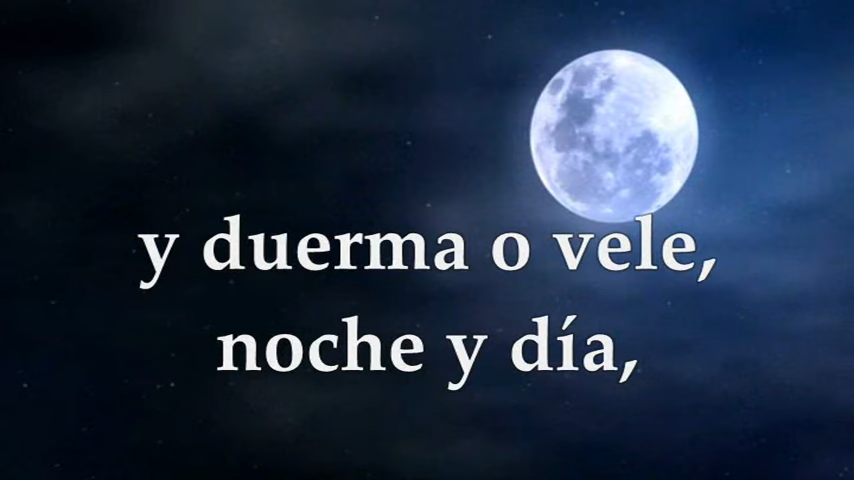 y duerma o vele,
noche y día,